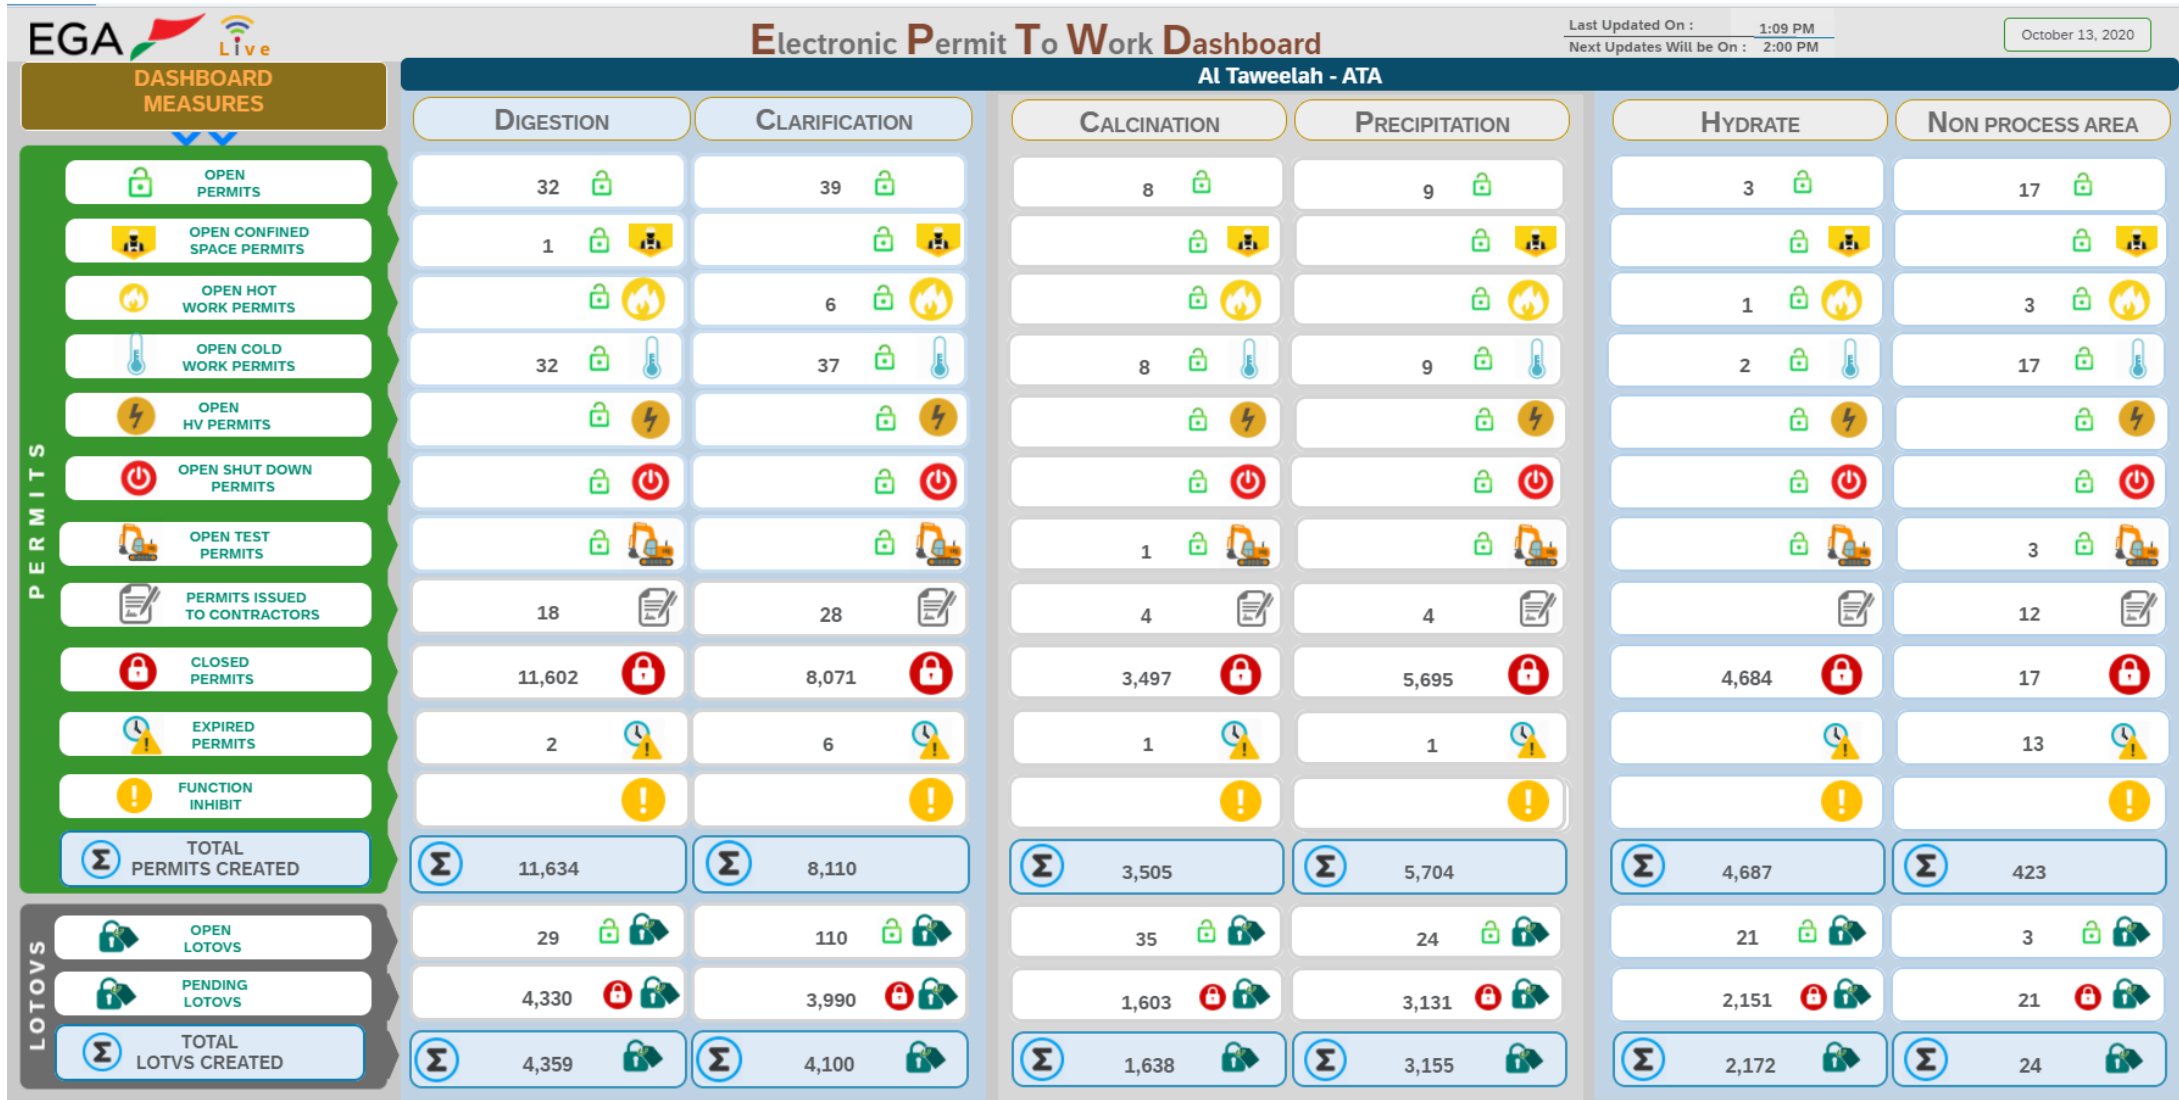 EGA
Live
Electronic Permit To Work Dashboard
Last Updated On : 1:09 PM
Next Updates Will be On : 2:00 PM
October 13, 2020
DASHBOARD
MEASURES
Al Taweelah - ATA
DIGESTION CLARIFICATION CALCINATION PRECIPITATION HYDRATE NON PROCESS AREA
PERMITS
OPEN
PERMITS
32 39 8 9 3 17
OPEN CONFINED
SPACE PERMITS
1
OPEN HOT
WORK PERMITS
6 1 3
OPEN COLD
WORK PERMITS
32 37 8 9 2 17
OPEN
HV PERMITS
OPEN SHUT DOWN
PERMITS
OPEN TEST
PERMITS
1 3
PERMITS ISSUED
TO CONTRACTORS
18 28 4 4 12
CLOSED
PERMITS
11,602 8,071 3,497 5,695 4,684 17
EXPIRED
PERMITS
2 6 1 1 13
FUNCTION
INHIBIT
Σ TOTAL
PERMITS CREATED
Σ 11,634 Σ 8,110 Σ 3,505 Σ 5,704 Σ 4,687 Σ 423
LOTOVS
OPEN
LOTOVS
29 110 35 24 21 3
PENDING
LOTOVS
4,330 3,990 1,603 3,131 2,151 21
Σ TOTAL
LOTVS CREATED
Σ 4,359 Σ 4,100 Σ 1,638 Σ 3,155 Σ 2,172 Σ 24